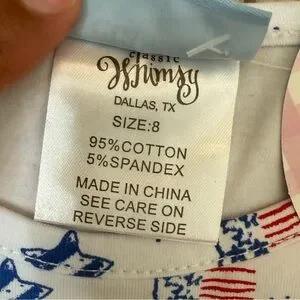 classic
Whimsy
DALLAS, TX
SIZE:8
95%COTTON
5%SPANDEX
MADE IN CHINA
SEE CARE ON
REVERSE SIDE